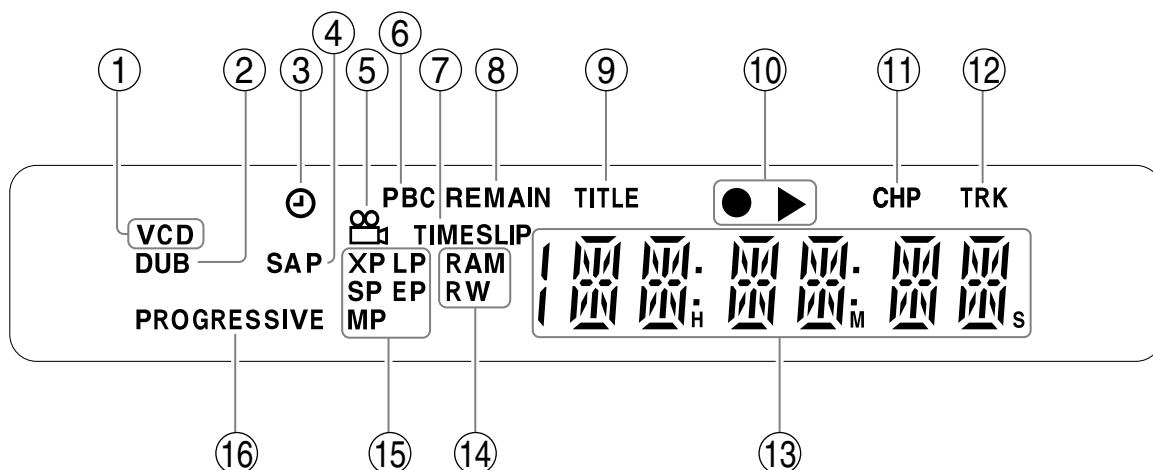 ① ② ③ ④ ⑤ ⑥ ⑦ ⑧ ⑨ ⑩ ⑪ ⑫
PBC REMAIN TITLE CHP TRK
VCD TIMESLIP
DUB SAP XP LP RAM
SP EP RW
PROGRESSIVE MP
H M S
⑯ ⑮ ⑭ ⑬